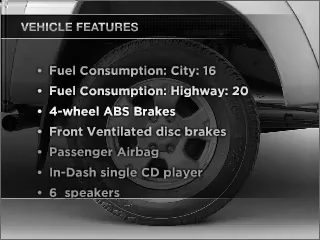 VEHICLE FEATURES
• Fuel Consumption: City: 16
• Fuel Consumption: Highway: 20
• 4-wheel ABS Brakes
• Front Ventilated disc brakes
• Passenger Airbag
• In-Dash single CD player
• 6 speakers